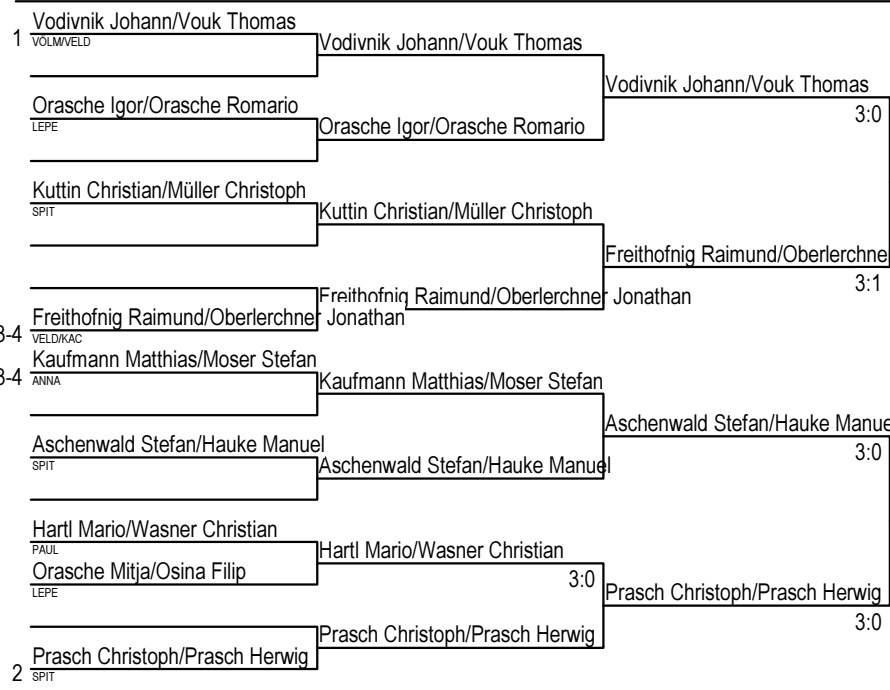 Vodivnik Johann/Vouk Thomas
1 VÖLM/VELD
Vodivnik Johann/Vouk Thomas
Vodivnik Johann/Vouk Thomas
3:0
Orasche Igor/Orasche Romario
LEPE
Orasche Igor/Orasche Romario
Kuttin Christian/Müller Christoph
SPIT
Kuttin Christian/Müller Christoph
Freithofnig Raimund/Oberlerchne
3:1
Freithofnig Raimund/Oberlerchner Jonathan
Freithofnig Raimund/Oberlerchner Jonathan
3-4 VELD/KAC
Kaufmann Matthias/Moser Stefan
3-4 ANNA
Kaufmann Matthias/Moser Stefan
Aschenwald Stefan/Hauke Manue
3:0
Aschenwald Stefan/Hauke Manuel
SPIT
Aschenwald Stefan/Hauke Manuel
Hartl Mario/Wasner Christian
PAUL
Hartl Mario/Wasner Christian
3:0
Orasche Mitja/Osina Filip
LEPE
Prasch Christoph/Prasch Herwig
3:0
Prasch Christoph/Prasch Herwig
Prasch Christoph/Prasch Herwig
2 SPIT